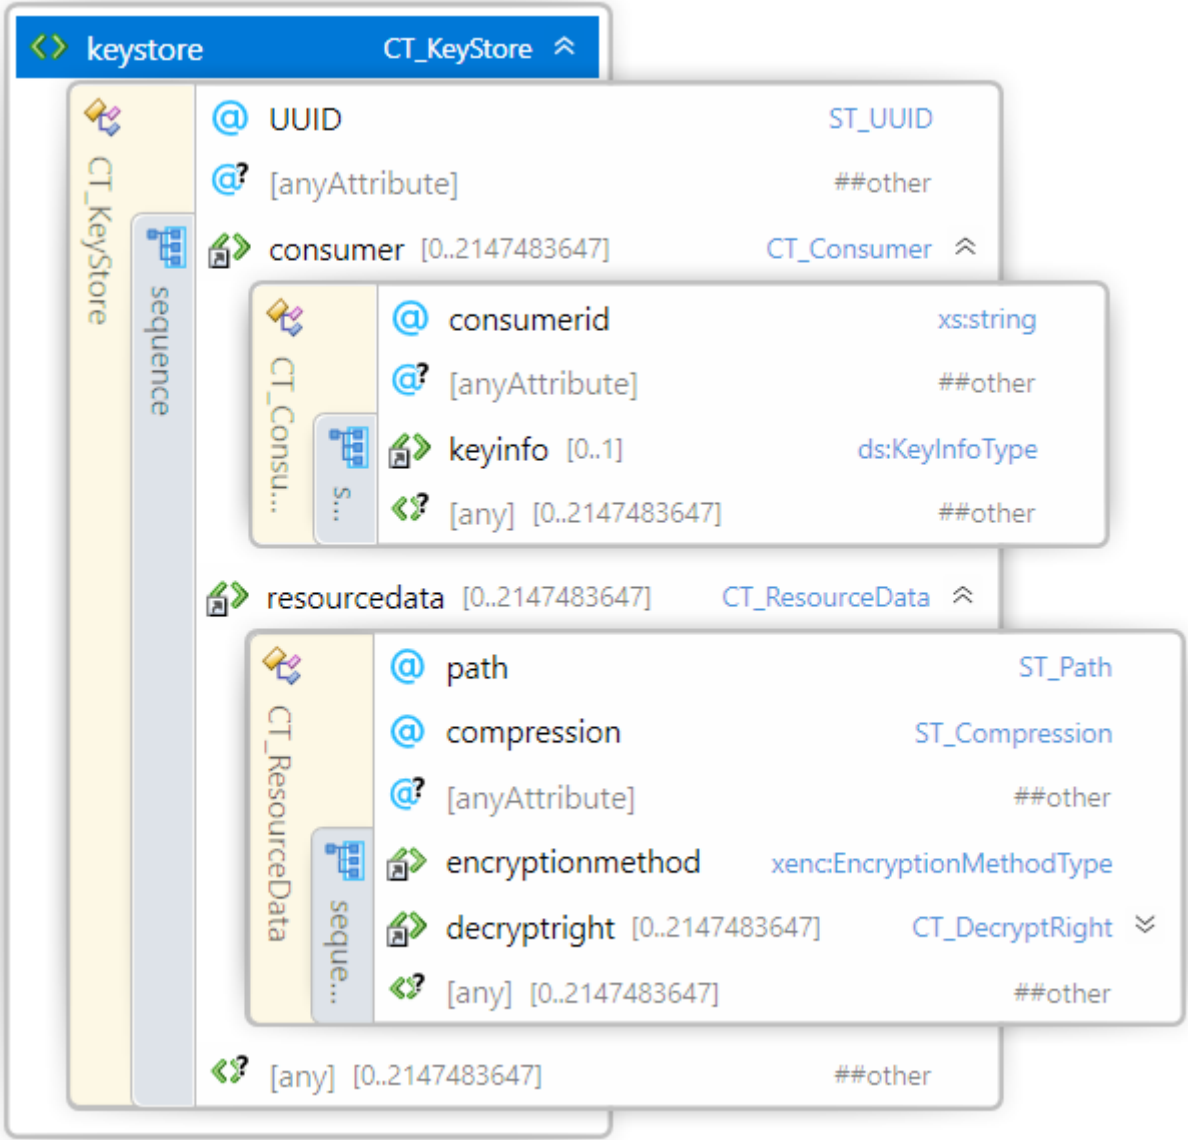 keystore CT_KeyStore
CT_KeyStore
sequence
@ UUID ST_UUID
@? [anyAttribute] ##other
consumer [0..2147483647] CT_Consumer
CT_Consu...
s...
@ consumerid xs:string
@? [anyAttribute] ##other
keyinfo [0..1] ds:KeyInfoType
? [any] [0..2147483647] ##other
resourcedata [0..2147483647] CT_ResourceData
CT_ResourceData
seque...
@ path ST_Path
@ compression ST_Compression
@? [anyAttribute] ##other
encryptionmethod xenc:EncryptionMethodType
decryptright [0..2147483647] CT_DecryptRight
? [any] [0..2147483647] ##other
? [any] [0..2147483647] ##other